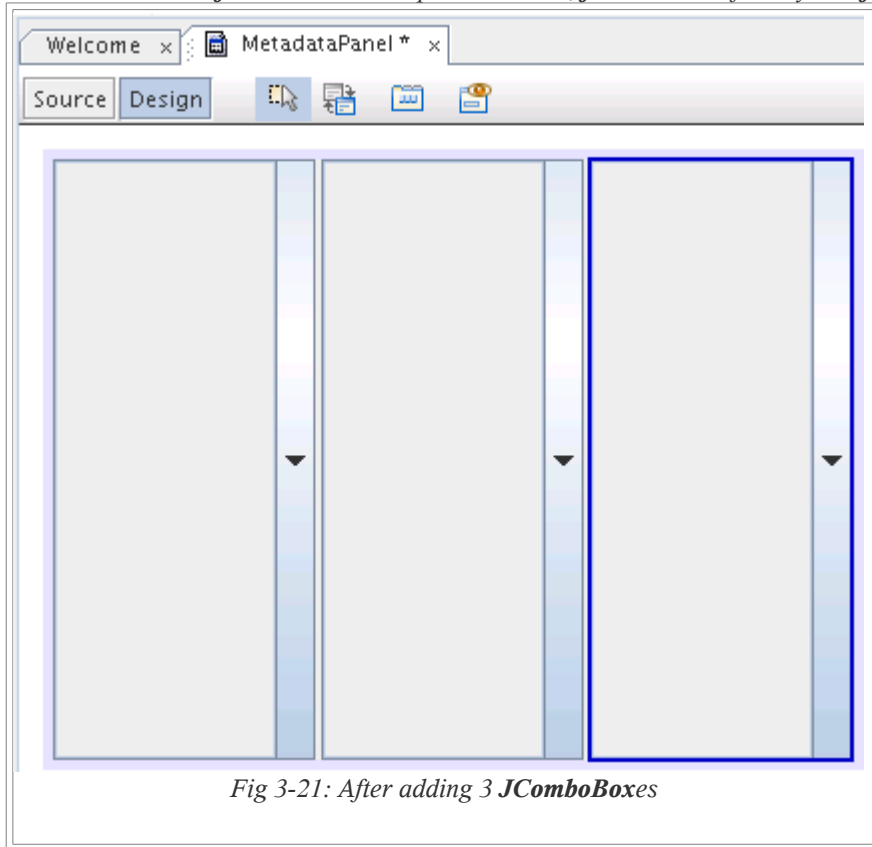 Welcome x MetadataPanel * x
Source Design
Fig 3-21: After adding 3 JComboBoxes